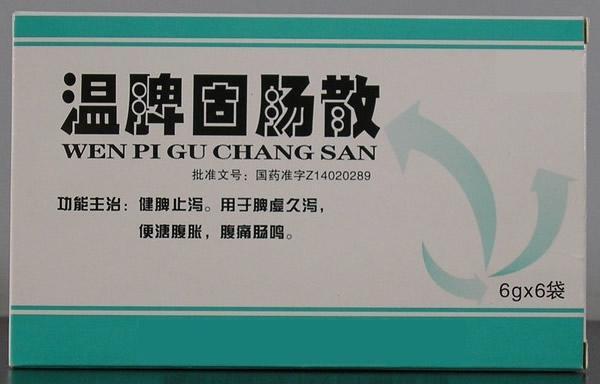 温脾固肠散
WEN PI GU CHANG SAN
批准文号：国药准字Z14020289
功能主治：健脾止泻。用于脾虚久泻，
便溏腹胀，腹痛肠鸣。
6gx6袋